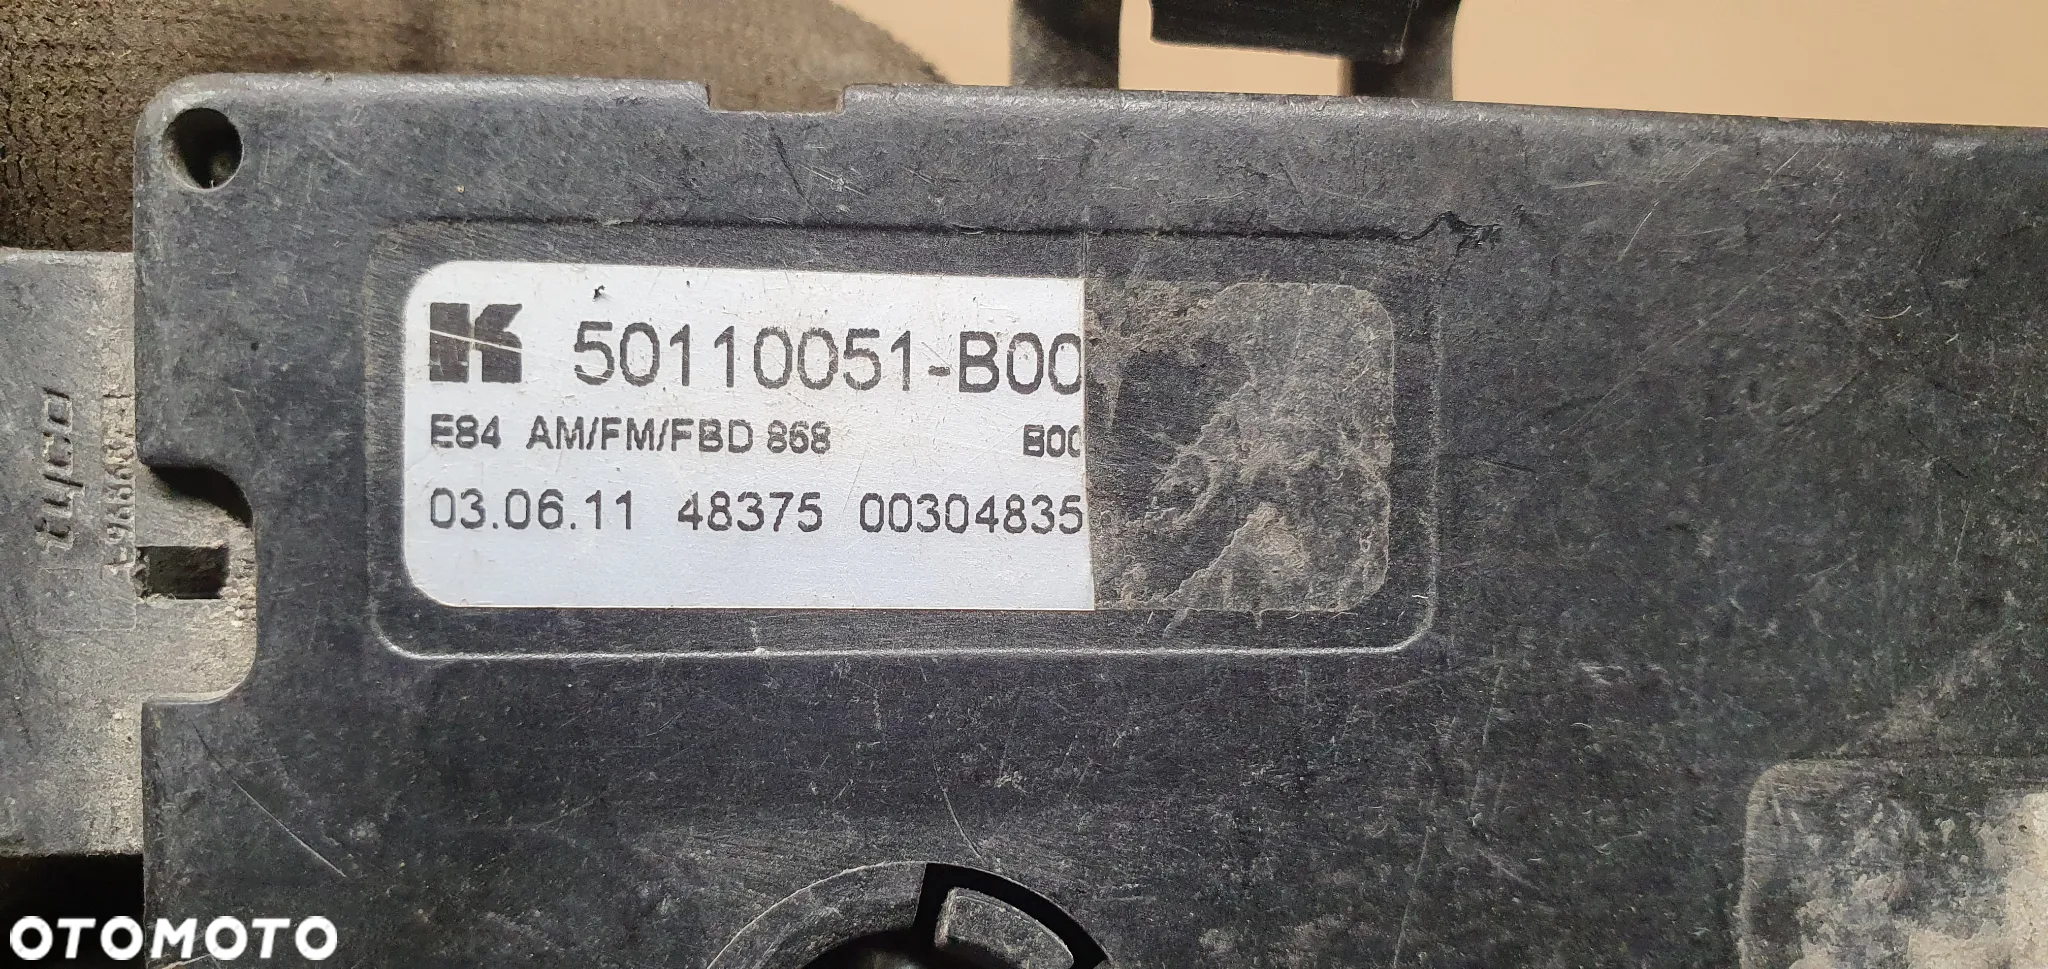 50110051-B00
E84 AM/FM/FBD 868 B00
03.06.11 48375 00304835
tyco
OTOMOTO